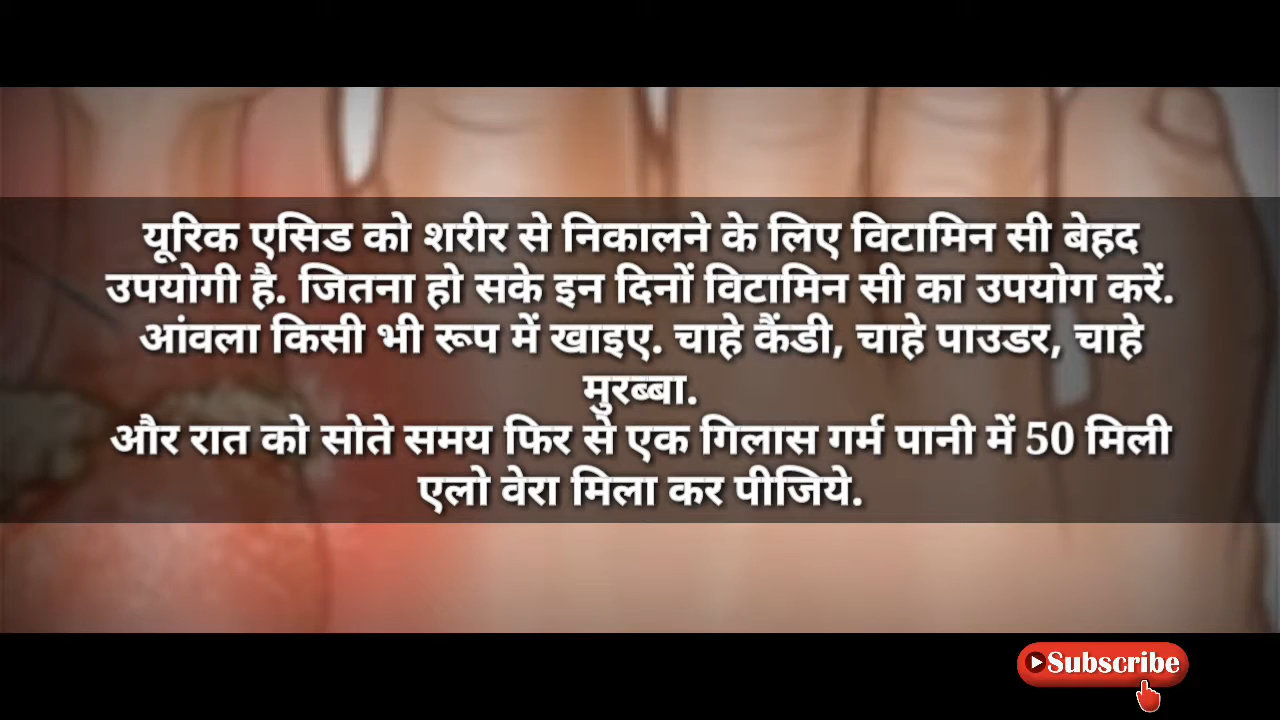 यूरिक एसिड को शरीर से निकालने के लिए विटामिन सी बेहद
उपयोगी है. जितना हो सके इन दिनों विटामिन सी का उपयोग करें.
आंवला किसी भी रूप में खाइए. चाहे कैंडी, चाहे पाउडर, चाहे
मुरब्बा.
और रात को सोते समय फिर से एक गिलास गर्म पानी में 50 मिली
एलो वेरा मिला कर पीजिये.
Subscribe